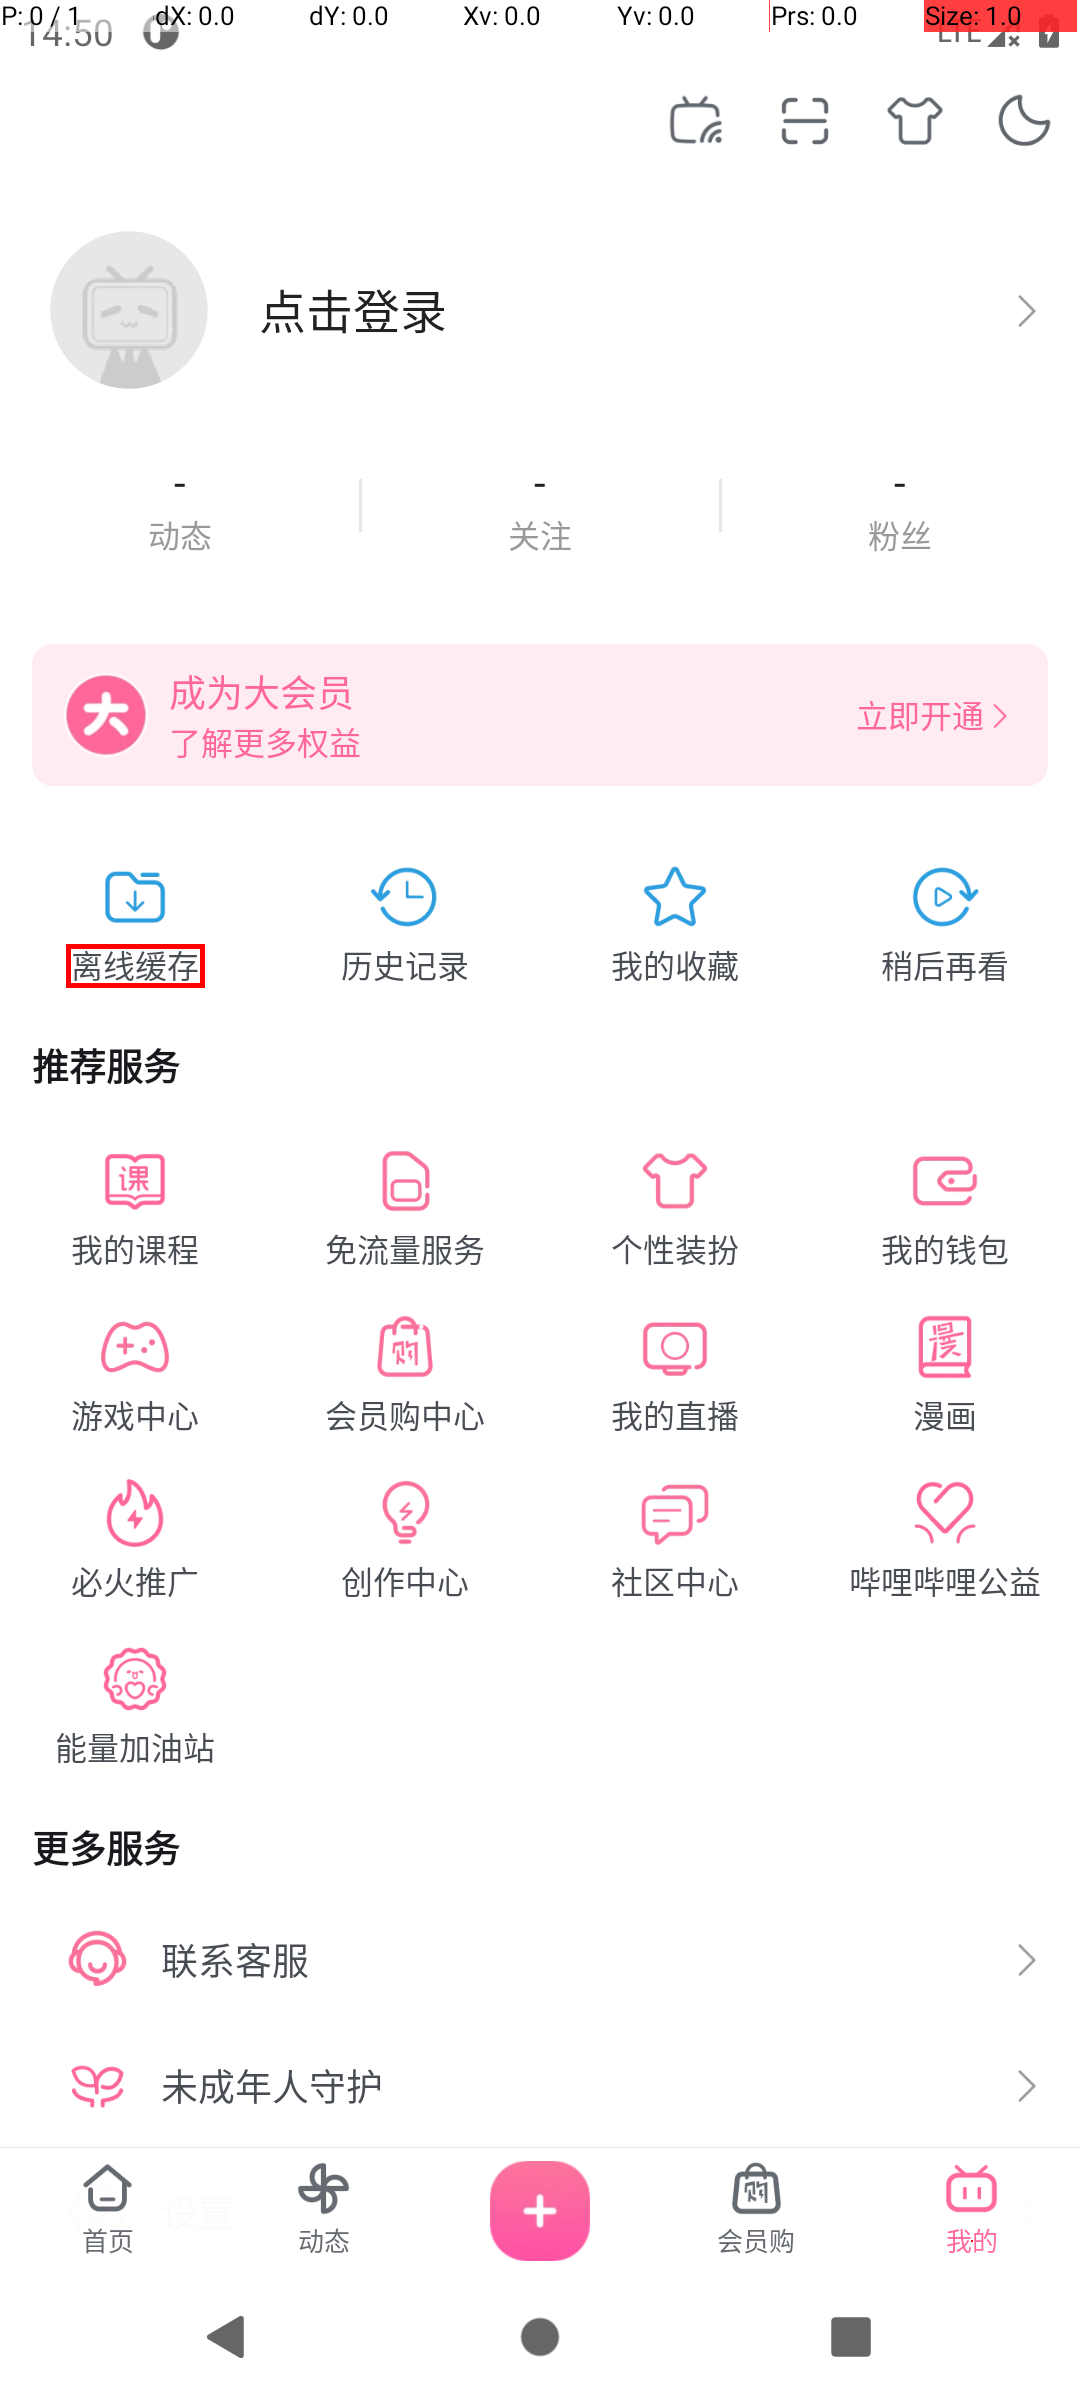 P: 0 / 1 dX: 0.0 dY: 0.0 Xv: 0.0 Yv: 0.0 Prs: 0.0 Size: 1.0
14:50 LTE
点击登录
- - -
动态 关注 粉丝
大 成为大会员
了解更多权益
立即开通
离线缓存 历史记录 我的收藏 稍后再看
推荐服务
课 我的课程 免流量服务 个性装扮 我的钱包
游戏中心 购 会员购中心 我的直播 漫 漫画
必火推广 创作中心 社区中心 哔哩哔哩公益
能量加油站
更多服务
联系客服
未成年人守护
设置
首页 动态 购 会员购 我的